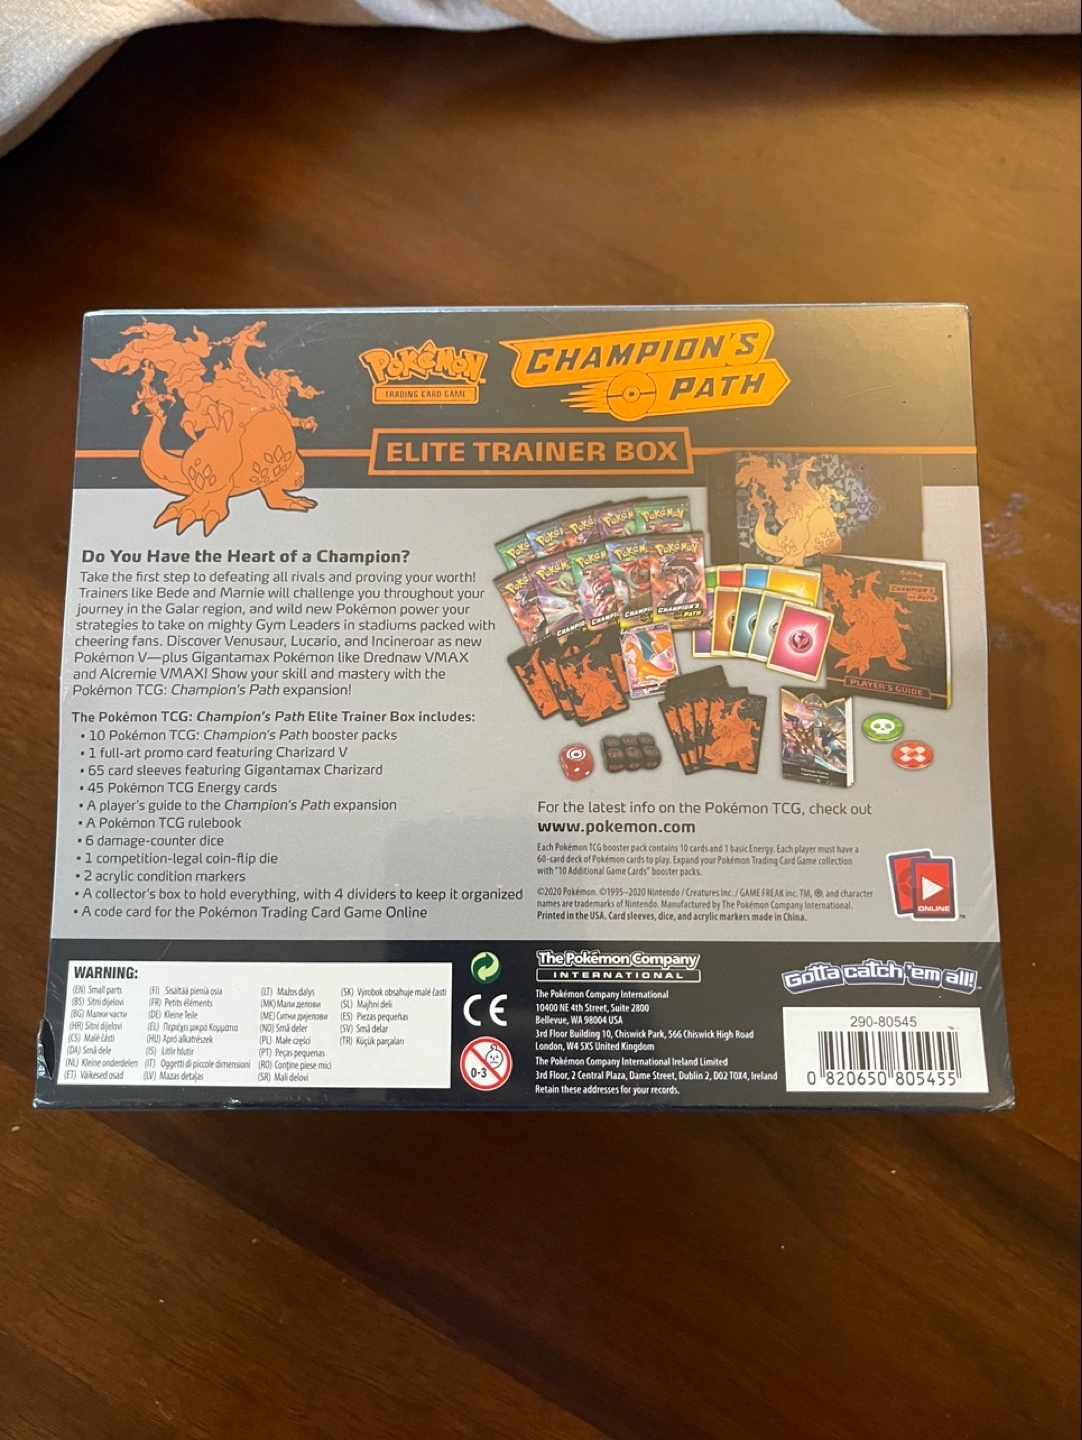 POKéMON
TRADING CARD GAME
CHAMPION'S
PATH
ELITE TRAINER BOX
Do You Have the Heart of a Champion?
Take the first step to defeating all rivals and proving your worth!
Trainers like Bede and Marnie will challenge you throughout your
journey in the Galar region, and wild new Pokémon power your
strategies to take on mighty Gym Leaders in stadiums packed with
cheering fans. Discover Venusaur, Lucario, and Incineroar as new
Pokémon V—plus Gigantamax Pokémon like Drednaw VMAX
and Alcremie VMAX! Show your skill and mastery with the
Pokémon TCG: Champion's Path expansion!
The Pokémon TCG: Champion's Path Elite Trainer Box includes:
• 10 Pokémon TCG: Champion's Path booster packs
• 1 full-art promo card featuring Charizard V
• 65 card sleeves featuring Gigantamax Charizard
• 45 Pokémon TCG Energy cards
• A player's guide to the Champion's Path expansion
• A Pokémon TCG rulebook
• 6 damage-counter dice
• 1 competition-legal coin-flip die
• 2 acrylic condition markers
• A collector's box to hold everything, with 4 dividers to keep it organized
• A code card for the Pokémon Trading Card Game Online
CHAMPION'S
PATH
PLAYER'S GUIDE
For the latest info on the Pokémon TCG, check out
www.pokemon.com
Each Pokémon TCG booster pack contains 10 cards and 1 basic Energy. Each player must have a
60-card deck of Pokémon cards to play. Expand your Pokémon Trading Card Game collection
with "10 Additional Game Cards" booster packs.
©2020 Pokémon. ©1995–2020 Nintendo / Creatures Inc. / GAME FREAK inc. TM, ®, and character
names are trademarks of Nintendo. Manufactured by The Pokémon Company International.
Printed in the USA. Card sleeves, dice, and acrylic markers made in China.
ONLINE
WARNING:
(EN) Small parts
(BS) Sitni dijelovi
(BG) Малки части
(HR) Sitni dijelovi
(CS) Malé části
(DA) Små dele
(NL) Kleine onderdelen
(ET) Väikesed osad
(FI) Sisältää pieniä osia
(FR) Petits éléments
(DE) Kleine Teile
(EL) Περιέχει μικρά Κομμάτια
(HU) Apró alkatrészek
(IS) Litlir hlutir
(IT) Oggetti di piccole dimensioni
(LV) Mazas detaļas
(LT) Mažos dalys
(MK) Мали делови
(ME) Ситни дијелови
(NO) Små deler
(PL) Małe części
(PT) Peças pequenas
(RO) Conține piese mici
(SR) Mali delovi
(SK) Výrobok obsahuje malé časti
(SL) Majhni deli
(ES) Piezas pequeñas
(SV) Små delar
(TR) Küçük parçaları
CE
0-3
The Pokémon Company
INTERNATIONAL
The Pokémon Company International
10400 NE 4th Street, Suite 2800
Bellevue, WA 98004 USA
3rd Floor Building 10, Chiswick Park, 566 Chiswick High Road
London, W4 5XS United Kingdom
The Pokémon Company International Ireland Limited
3rd Floor, 2 Central Plaza, Dame Street, Dublin 2, D02 T0X4, Ireland
Retain these addresses for your records.
Gotta catch 'em all!
290-80545
0 820650 805455